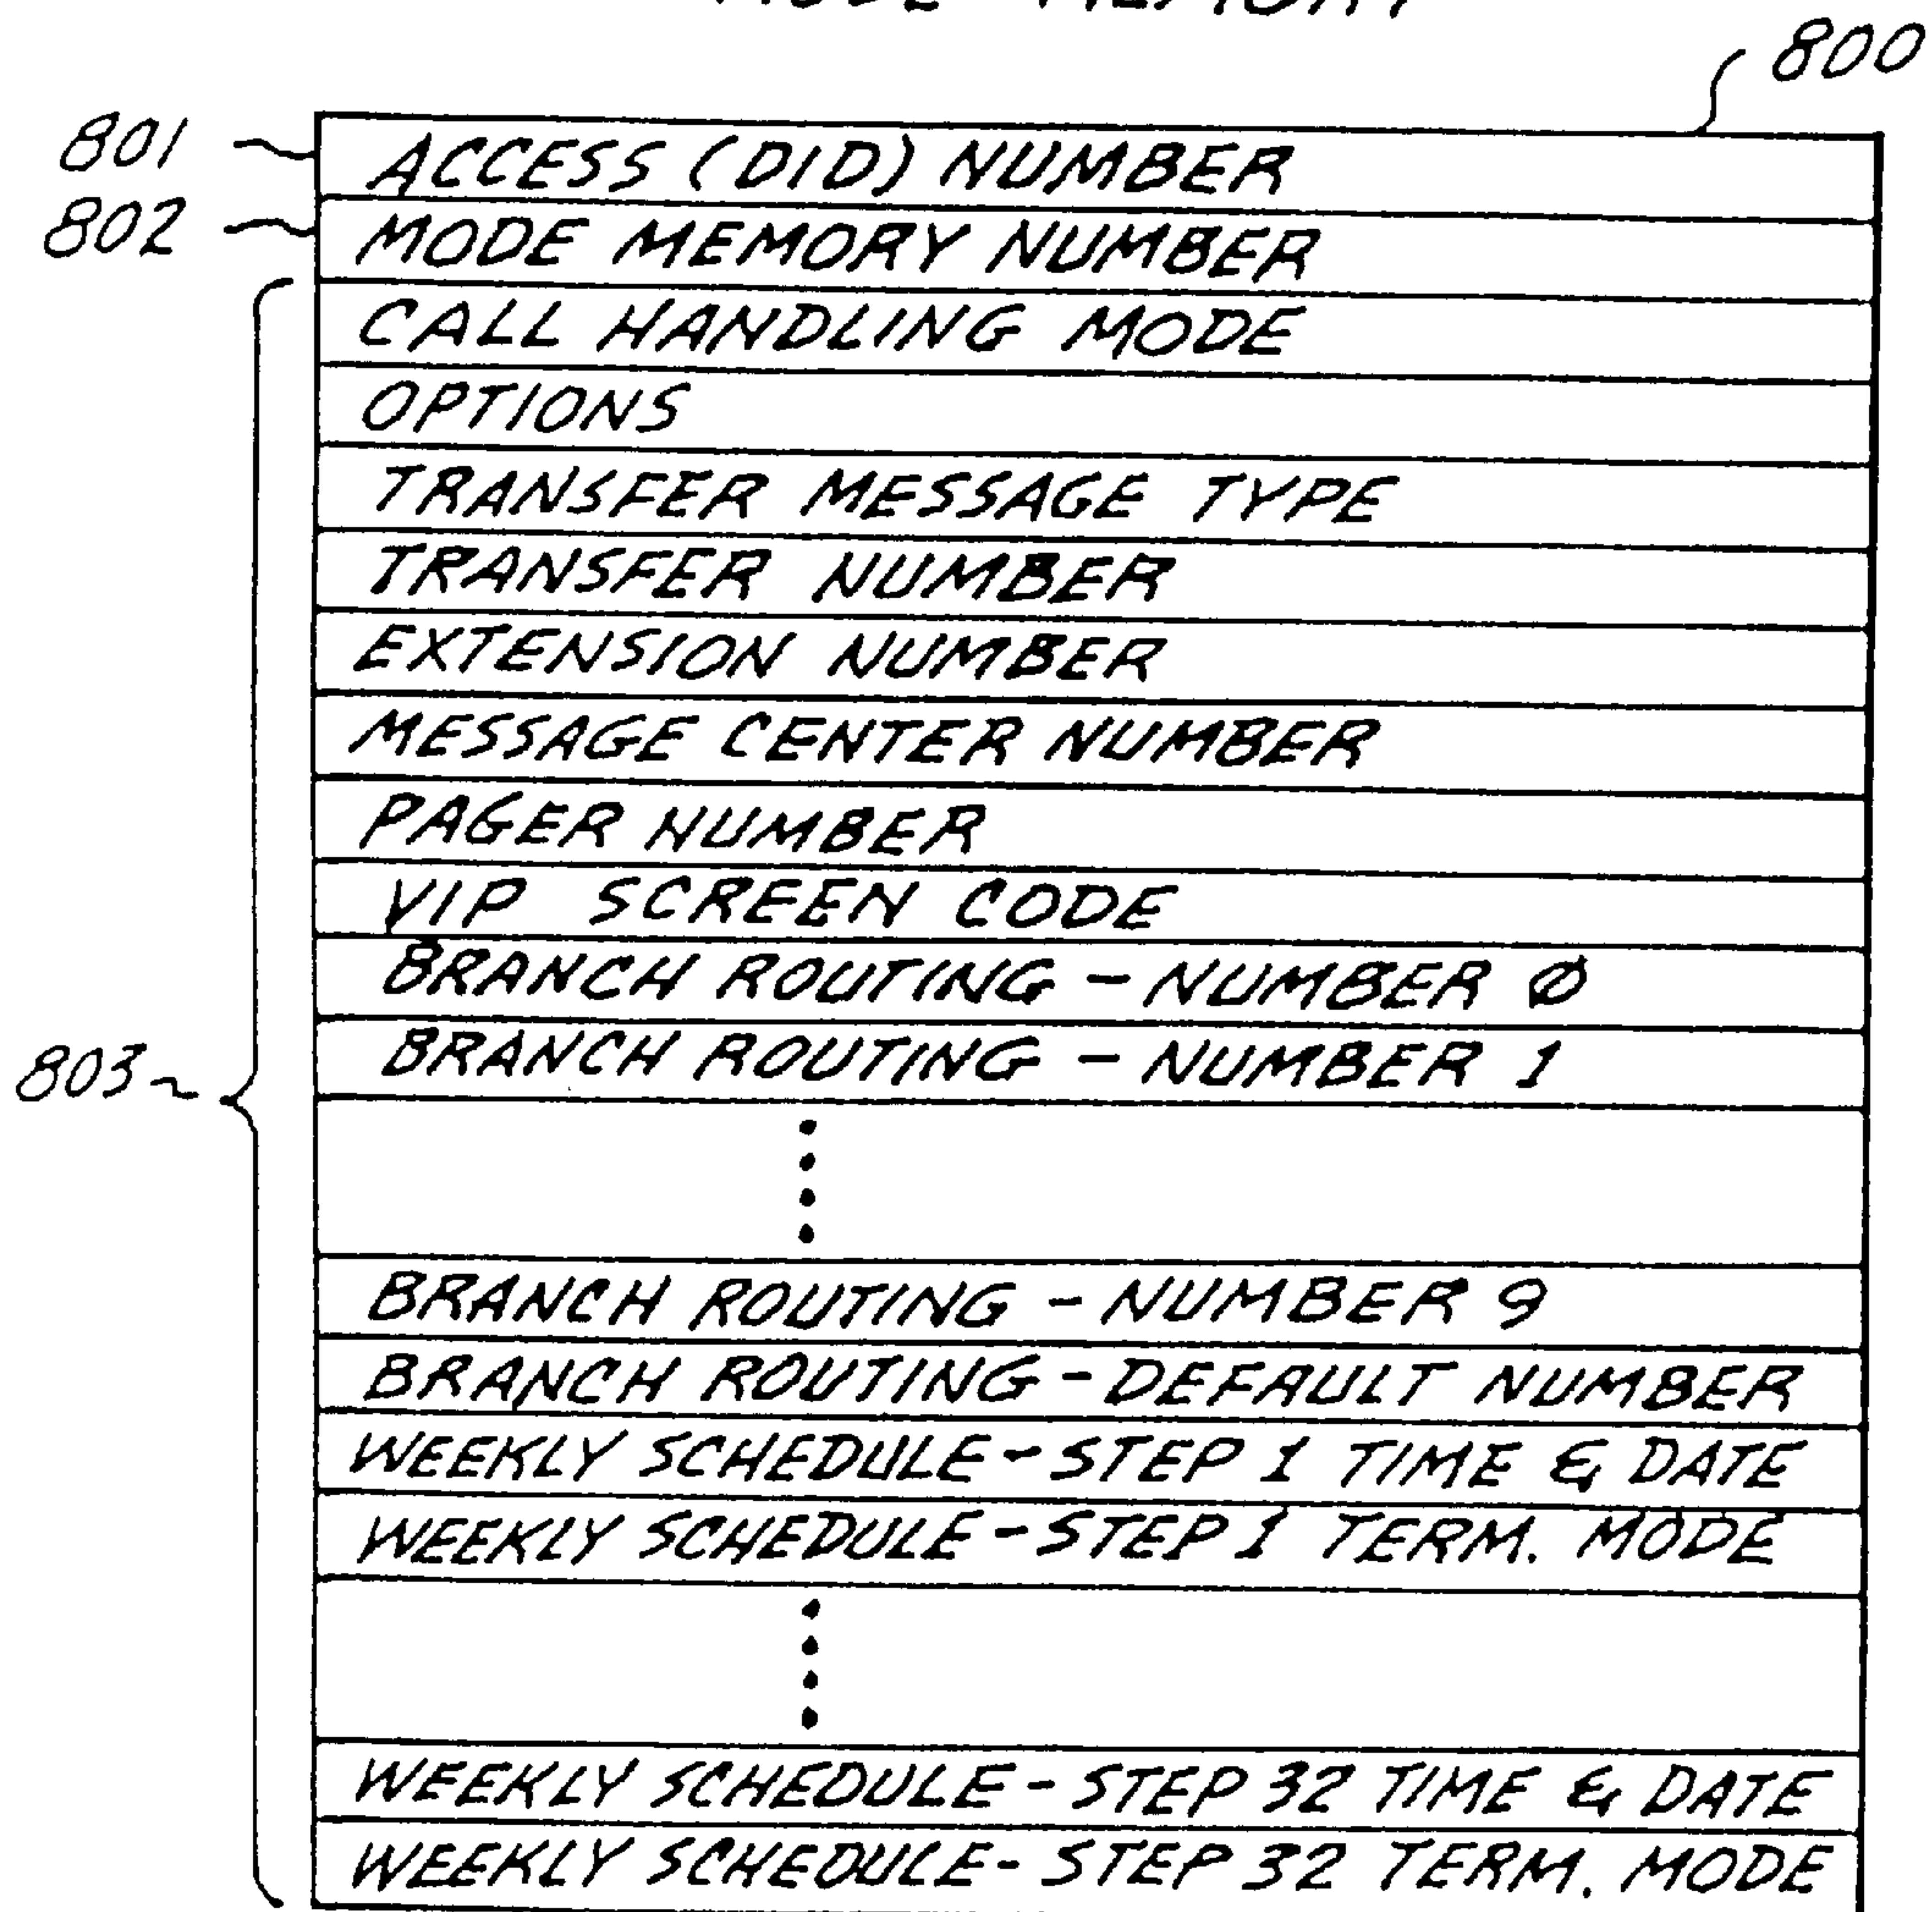 MODE MEMORY
800
801 ACCESS (DID) NUMBER
802 MODE MEMORY NUMBER
CALL HANDLING MODE
OPTIONS
TRANSFER MESSAGE TYPE
TRANSFER NUMBER
EXTENSION NUMBER
MESSAGE CENTER NUMBER
PAGER NUMBER
VIP SCREEN CODE
BRANCH ROUTING - NUMBER Ø
803 BRANCH ROUTING - NUMBER 1
BRANCH ROUTING - NUMBER 9
BRANCH ROUTING - DEFAULT NUMBER
WEEKLY SCHEDULE - STEP 1 TIME & DATE
WEEKLY SCHEDULE - STEP 1 TERM. MODE
WEEKLY SCHEDULE - STEP 32 TIME & DATE
WEEKLY SCHEDULE - STEP 32 TERM. MODE